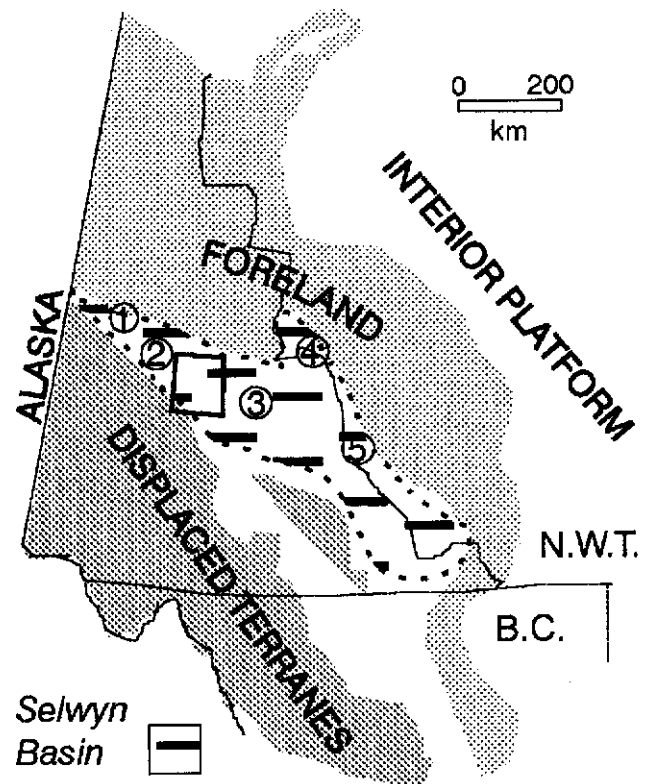 0 200
km
INTERIOR PLATFORM
FORELAND
ALASKA
1
2
3
4
5
DISPLACED TERRANES
N.W.T.
B.C.
Selwyn
Basin